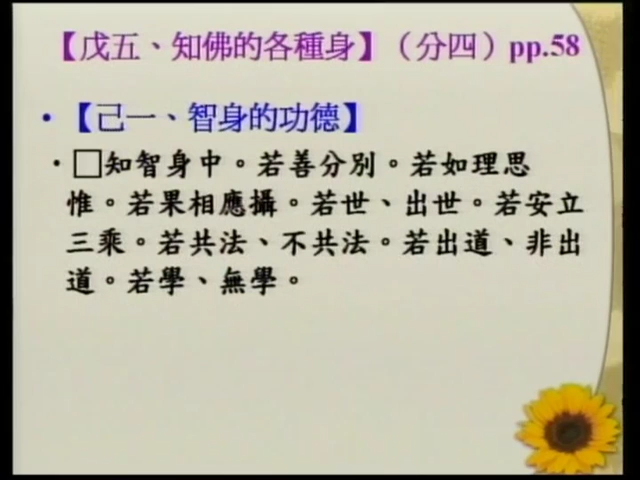 【戊五、知佛的各種身】（分四）pp.58
•【己一、智身的功德】
•□知智身中。若善分別。若如理思
惟。若果相應攝。若世、出世。若安立
三乘。若共法、不共法。若出道、非出
道。若學、無學。